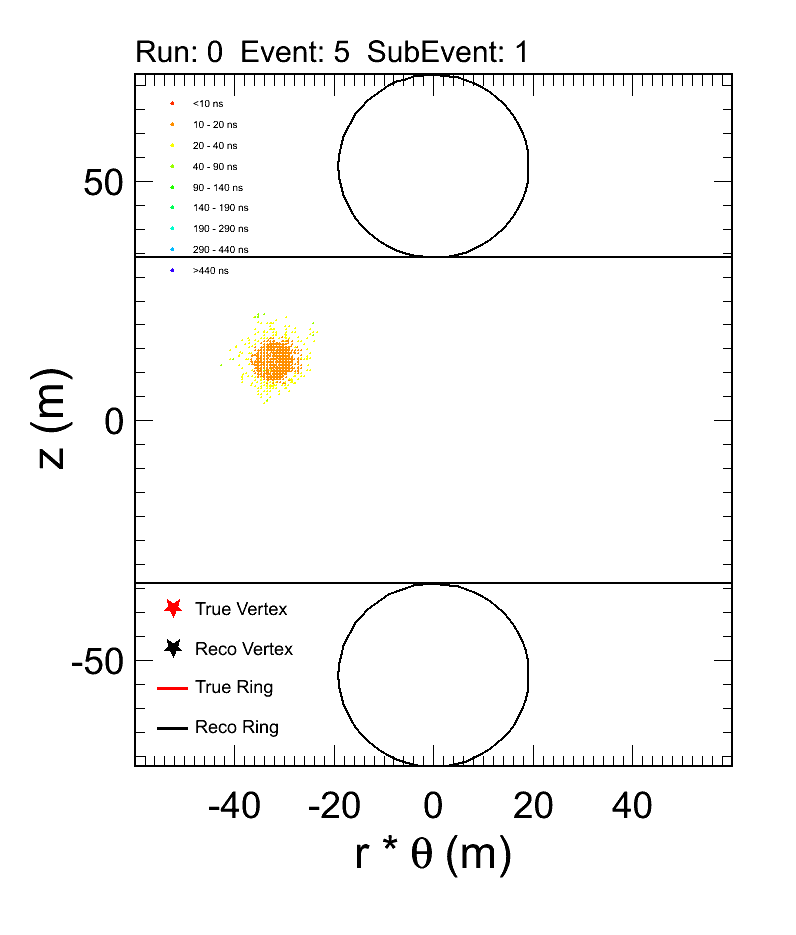 Run: 0  Event: 5  SubEvent: 1
<10 ns
10 - 20 ns
20 - 40 ns
40 - 90 ns
90 - 140 ns
140 - 190 ns
190 - 290 ns
290 - 440 ns
>440 ns
50
0
-50
z (m)
True Vertex
Reco Vertex
True Ring
Reco Ring
-40 -20 0 20 40
r * θ (m)